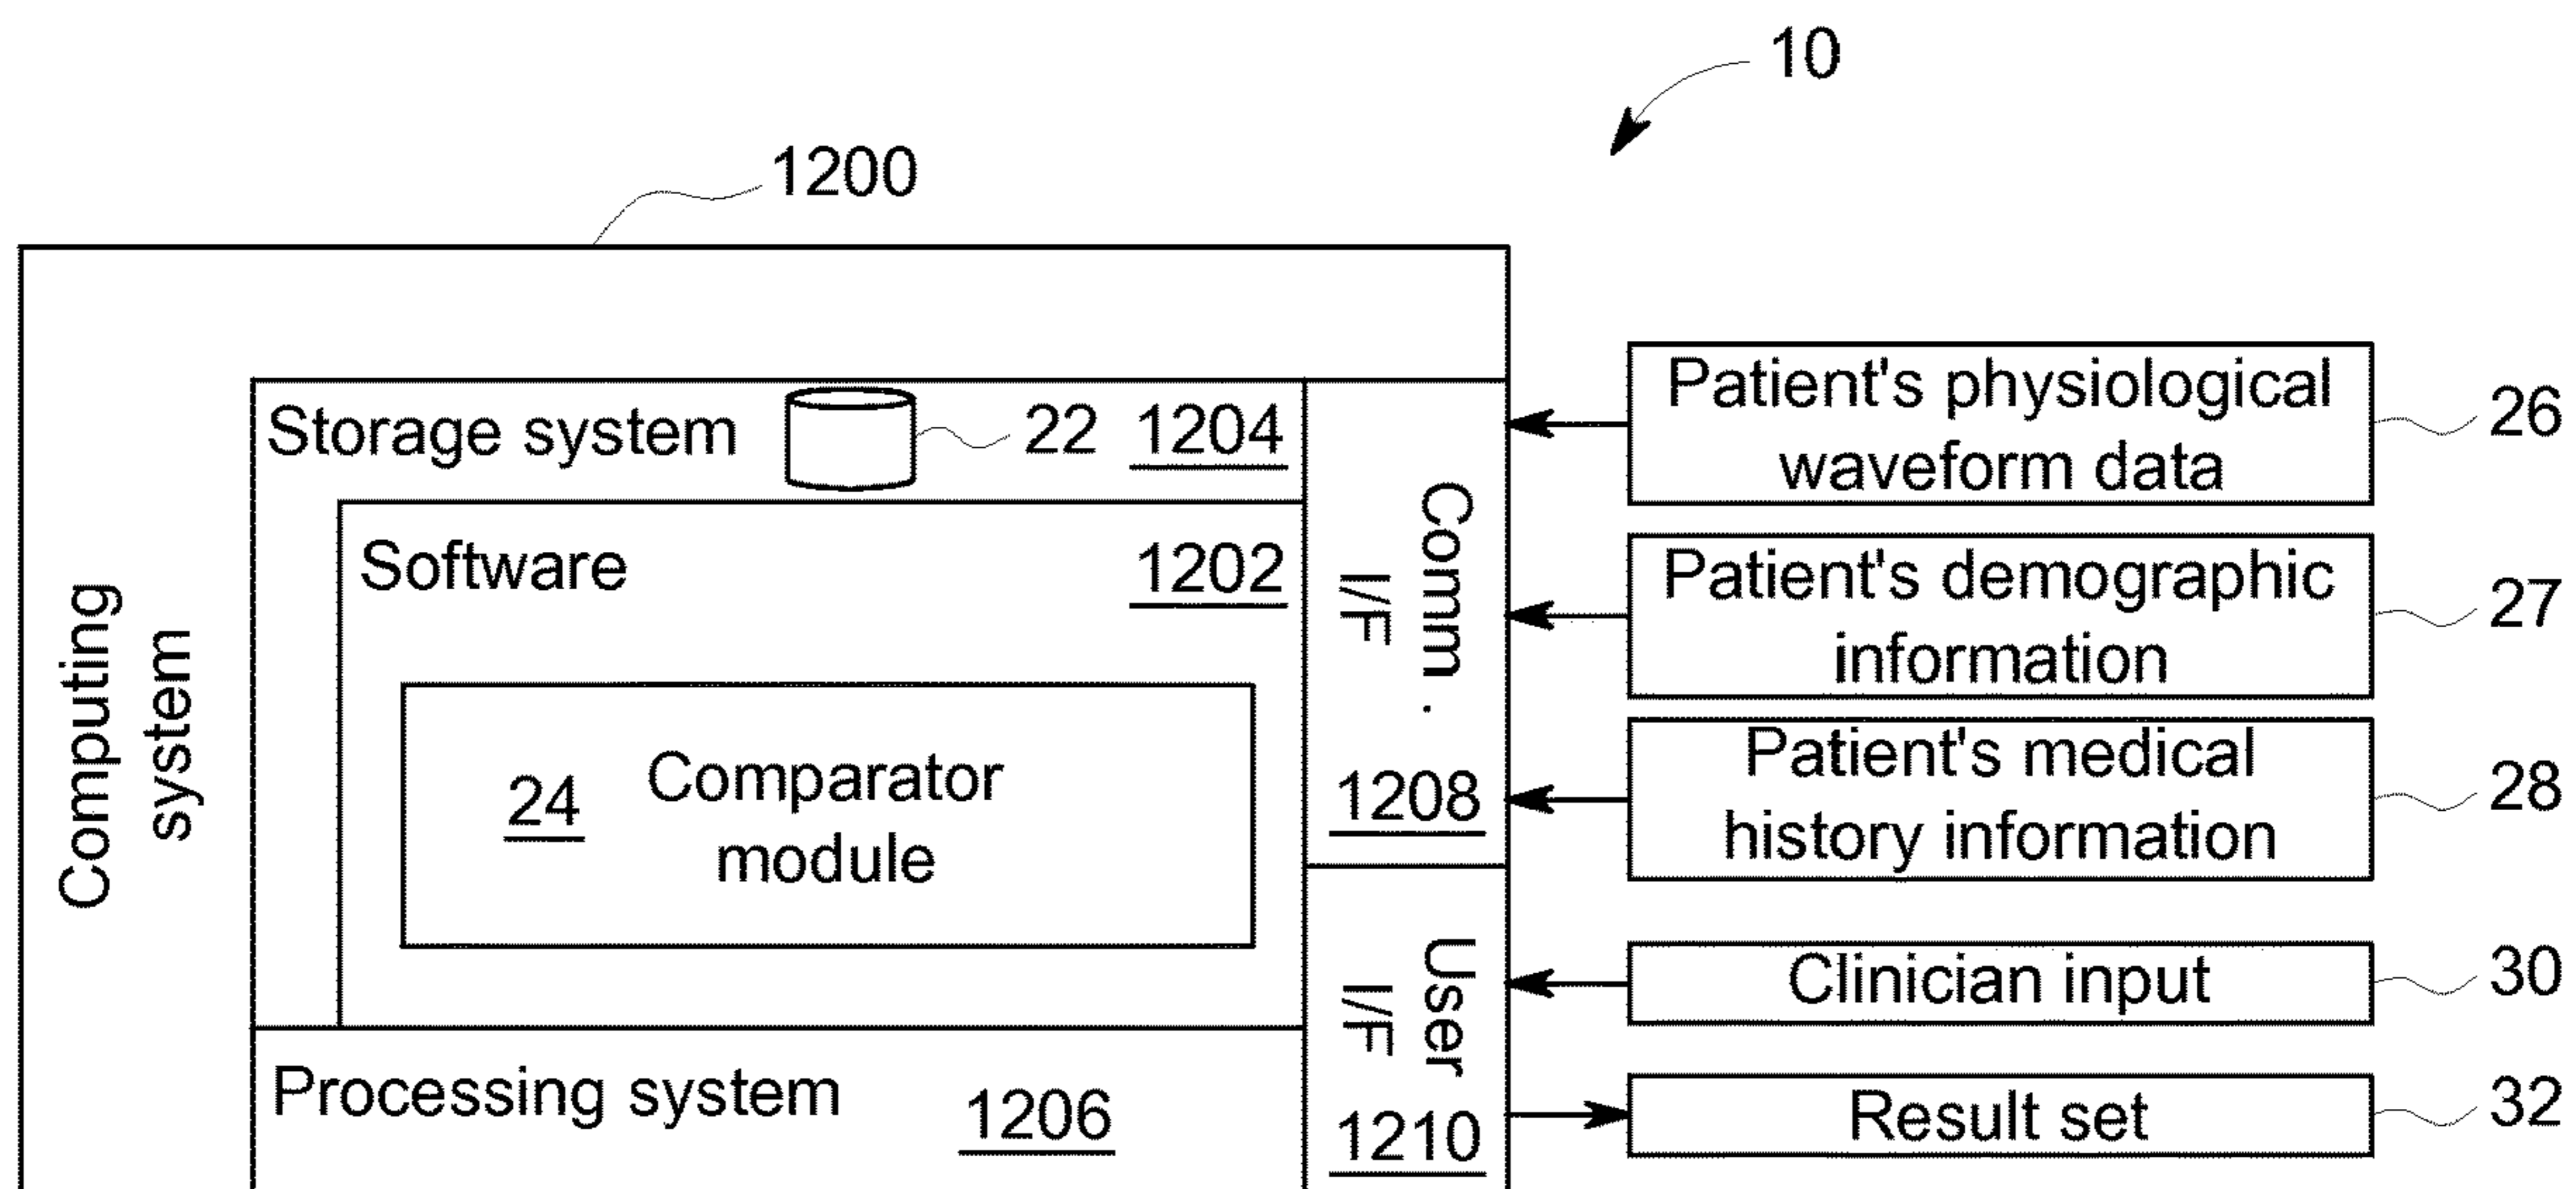 10
1200
Storage system 22 1204
Software 1202
24 Comparator
module
Processing system 1206
Computing
system
Comm .
I/F
1208
User
I/F
1210
Patient's physiological
waveform data
26
Patient's demographic
information
27
Patient's medical
history information
28
Clinician input
30
Result set
32